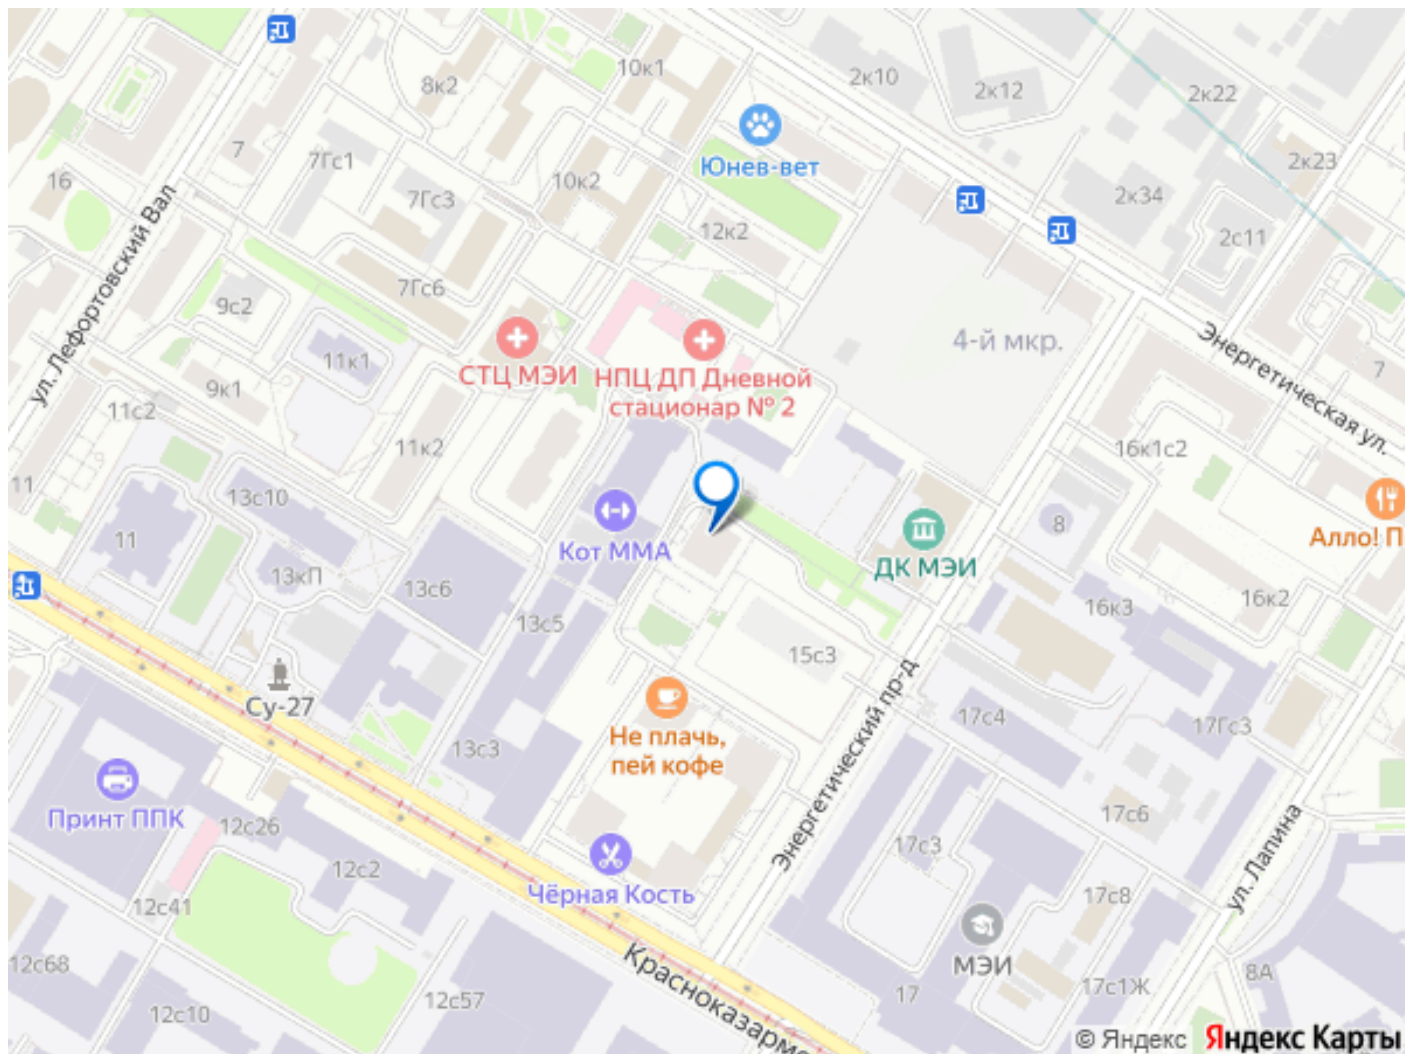 10к1
2к10
8к2
2к12
2к22
7
7Гс1
Юнев-вет
2к23
16
10к2
7Гс3
2к34
ул. Лефортовский Вал
12к2
2с11
7Гс6
9с2
4-й мкр.
Энергетическая ул.
11к1
СТЦ МЭИ
НПЦ ДП Дневной
стационар № 2
7
9к1
11с2
11к2
16к1с2
11
13с10
8
Алло! П
11
Кот ММА
ДК МЭИ
13кП
13с6
16к3
16к2
13с5
15с3
Су-27
Энергетический пр-д
17с4
17Гс3
Не плачь,
пей кофе
13с3
Принт ППК
12с26
17с6
17с3
ул. Лапина
12с2
Чёрная Кость
17с8
12с41
МЭИ
12с68
Красноказарме
8А
17с1Ж
12с57
17
12с10
© Яндекс Яндекс Карты